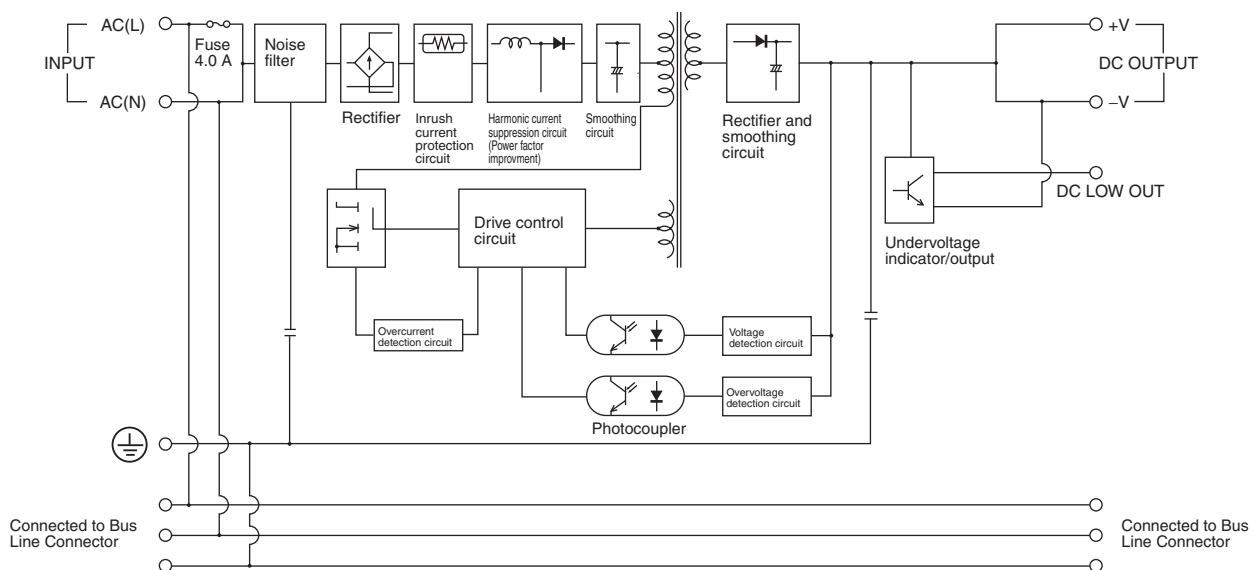 AC(L)
INPUT
AC(N)
Fuse
4.0 A
Noise
filter
Rectifier
Inrush
current
protection
circuit
Harmonic current
suppression circuit
(Power factor
improvment)
Smoothing
circuit
Rectifier and
smoothing
circuit
+V
DC OUTPUT
–V
DC LOW OUT
Undervoltage
indicator/output
Drive control
circuit
Overcurrent
detection circuit
Voltage
detection circuit
Overvoltage
detection circuit
Photocoupler
Connected to Bus
Line Connector
Connected to Bus
Line Connector